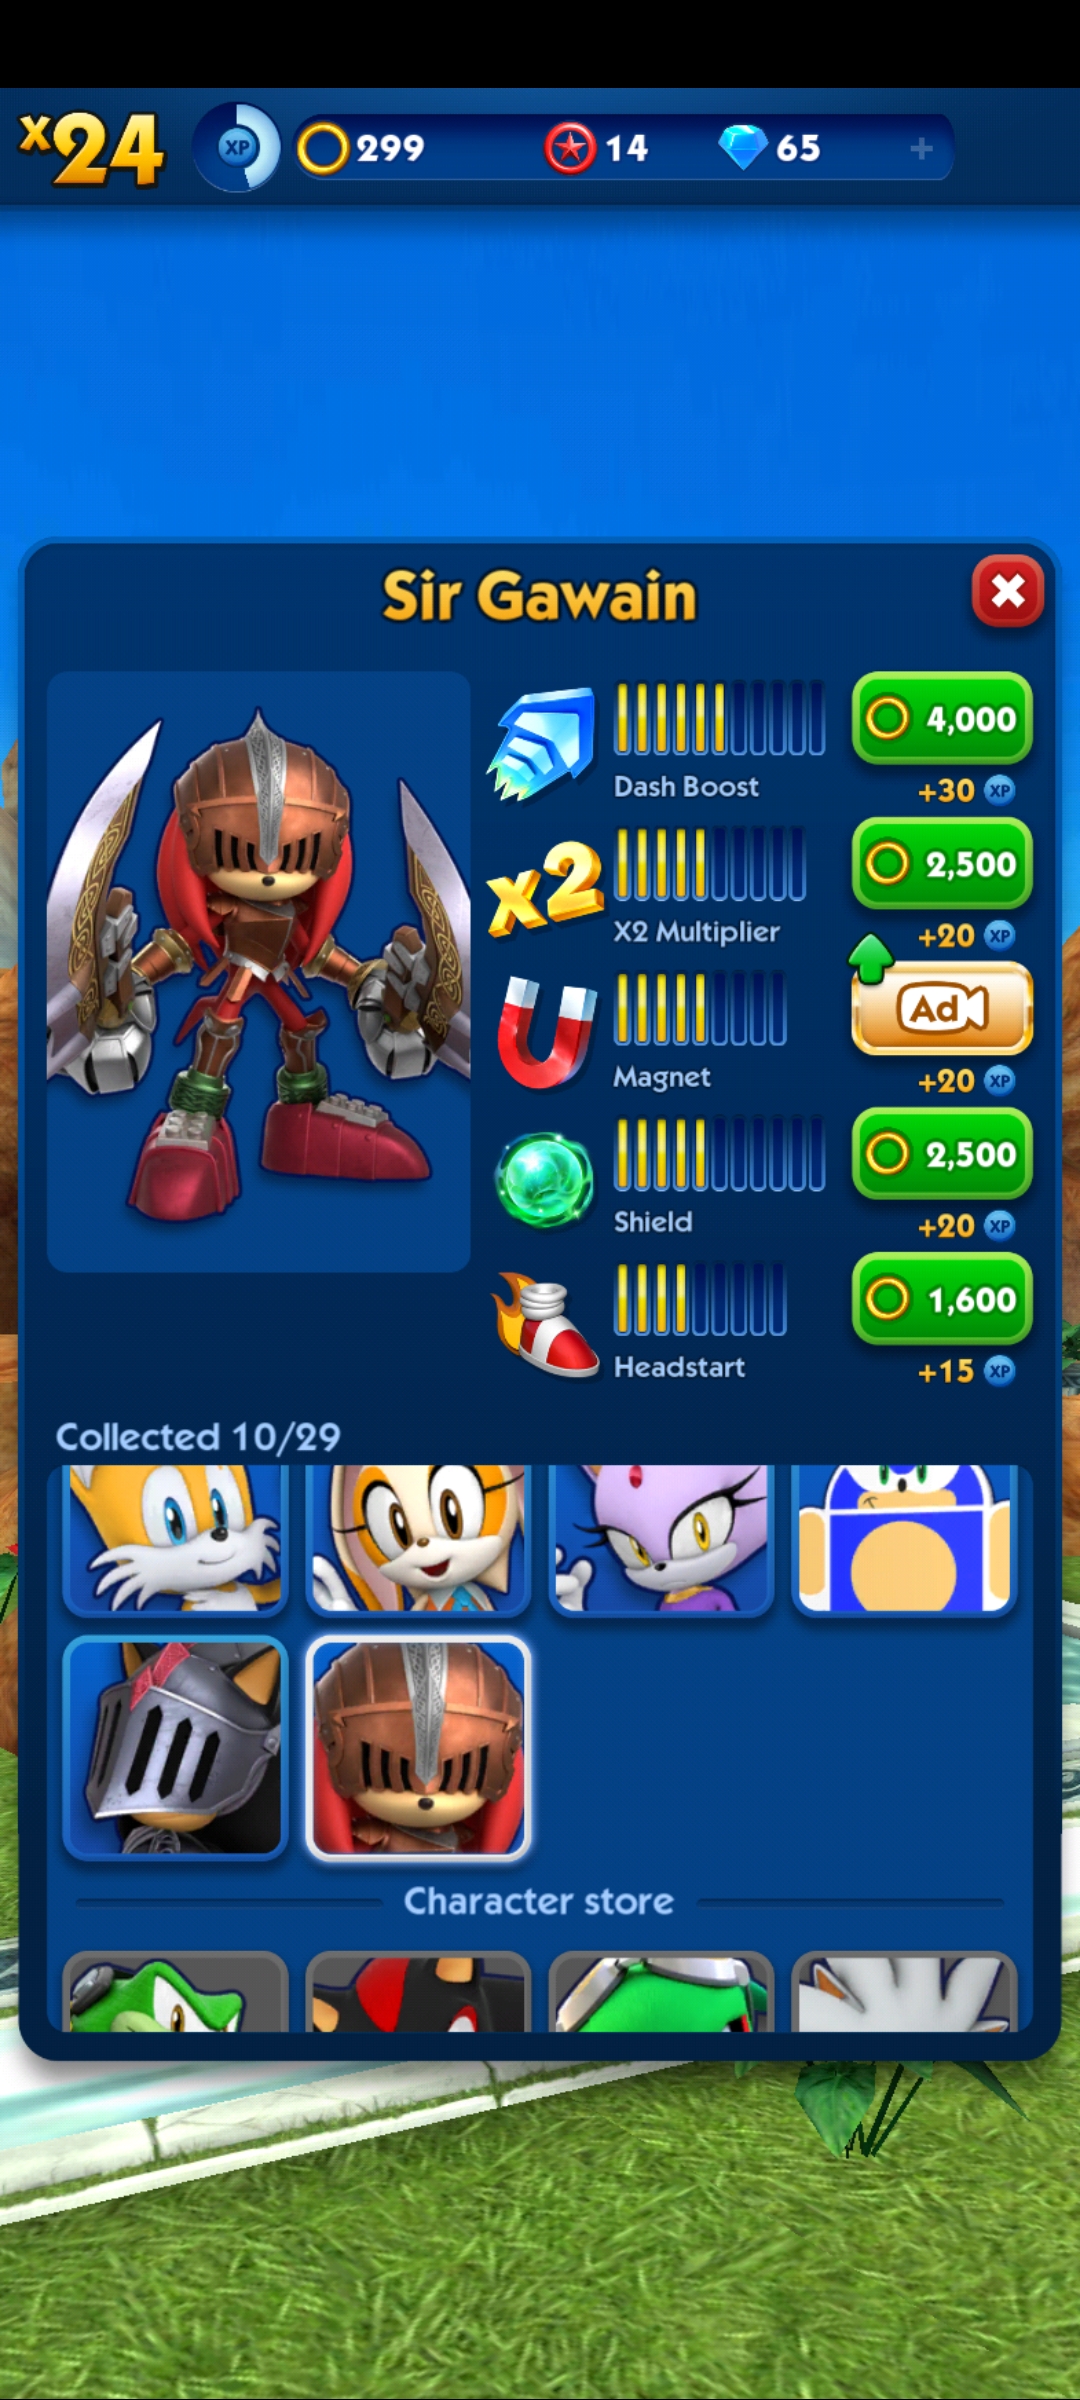 x24 XP 299 14 65 +
Sir Gawain
4,000
Dash Boost +30 XP
x2 2,500
X2 Multiplier +20 XP
Ad
Magnet +20 XP
2,500
Shield +20 XP
1,600
Headstart +15 XP
Collected 10/29
Character store